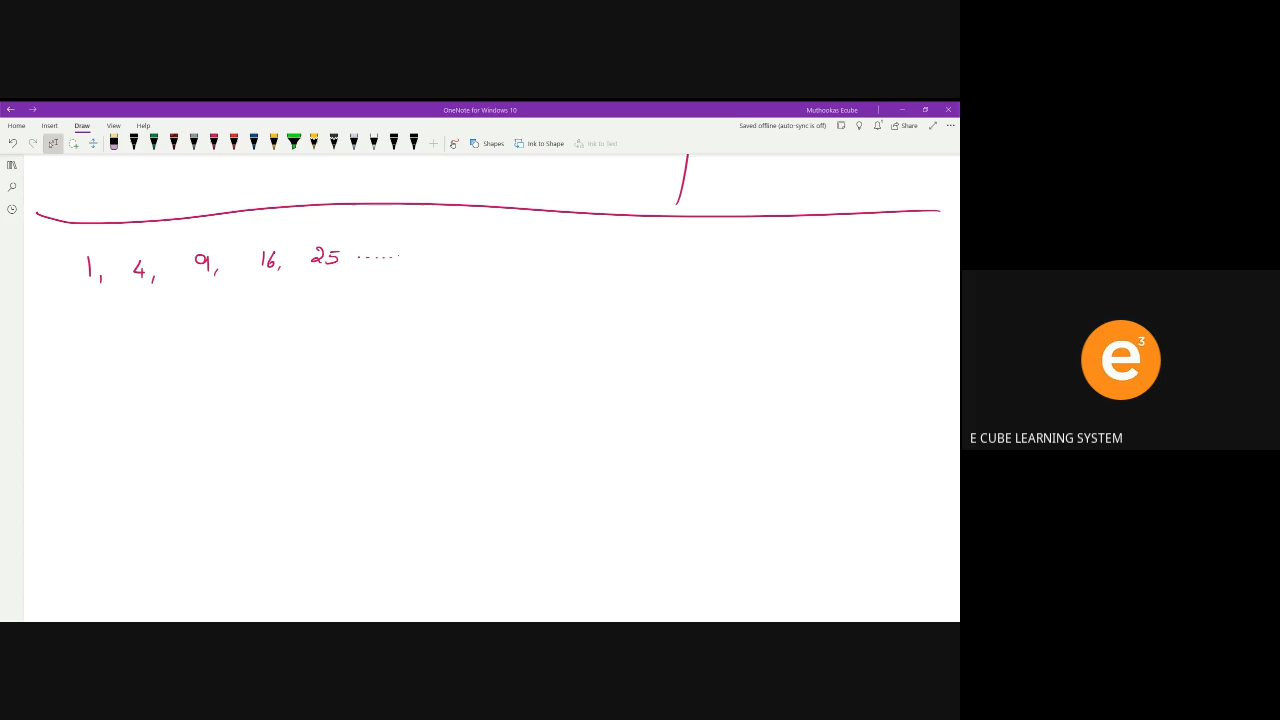 OneNote for Windows 10
Muthookas Ecube
Home Insert Draw View Help
Saved offline (auto-sync is off)
Share
Shapes
Ink to Shape
Ink to Text
1, 4, 9, 16, 25 ......
e3
E CUBE LEARNING SYSTEM